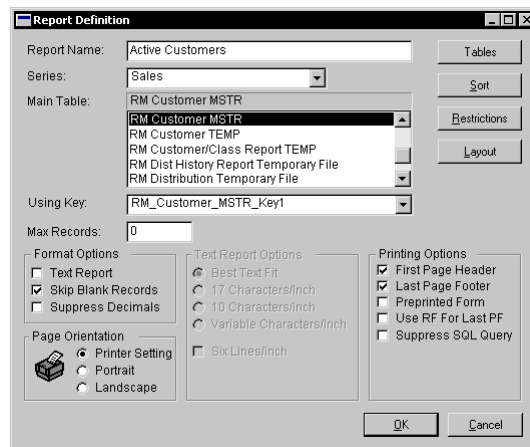 Report Definition
Report Name: Active Customers
Tables
Series: Sales
Sort
Main Table: RM Customer MSTR
RM Customer MSTR
RM Customer TEMP
RM Customer/Class Report TEMP
RM Dist History Report Temporary File
RM Distribution Temporary File
Restrictions
Layout
Using Key: RM_Customer_MSTR_Key1
Max Records: 0
Format Options
Text Report
Skip Blank Records
Suppress Decimals
Page Orientation
Printer Setting
Portrait
Landscape
Text Report Options
Best Text Fit
17 Characters/Inch
10 Characters/Inch
Variable Characters/Inch
Six Lines/Inch
Printing Options
First Page Header
Last Page Footer
Preprinted Form
Use RF For Last PF
Suppress SQL Query
OK
Cancel